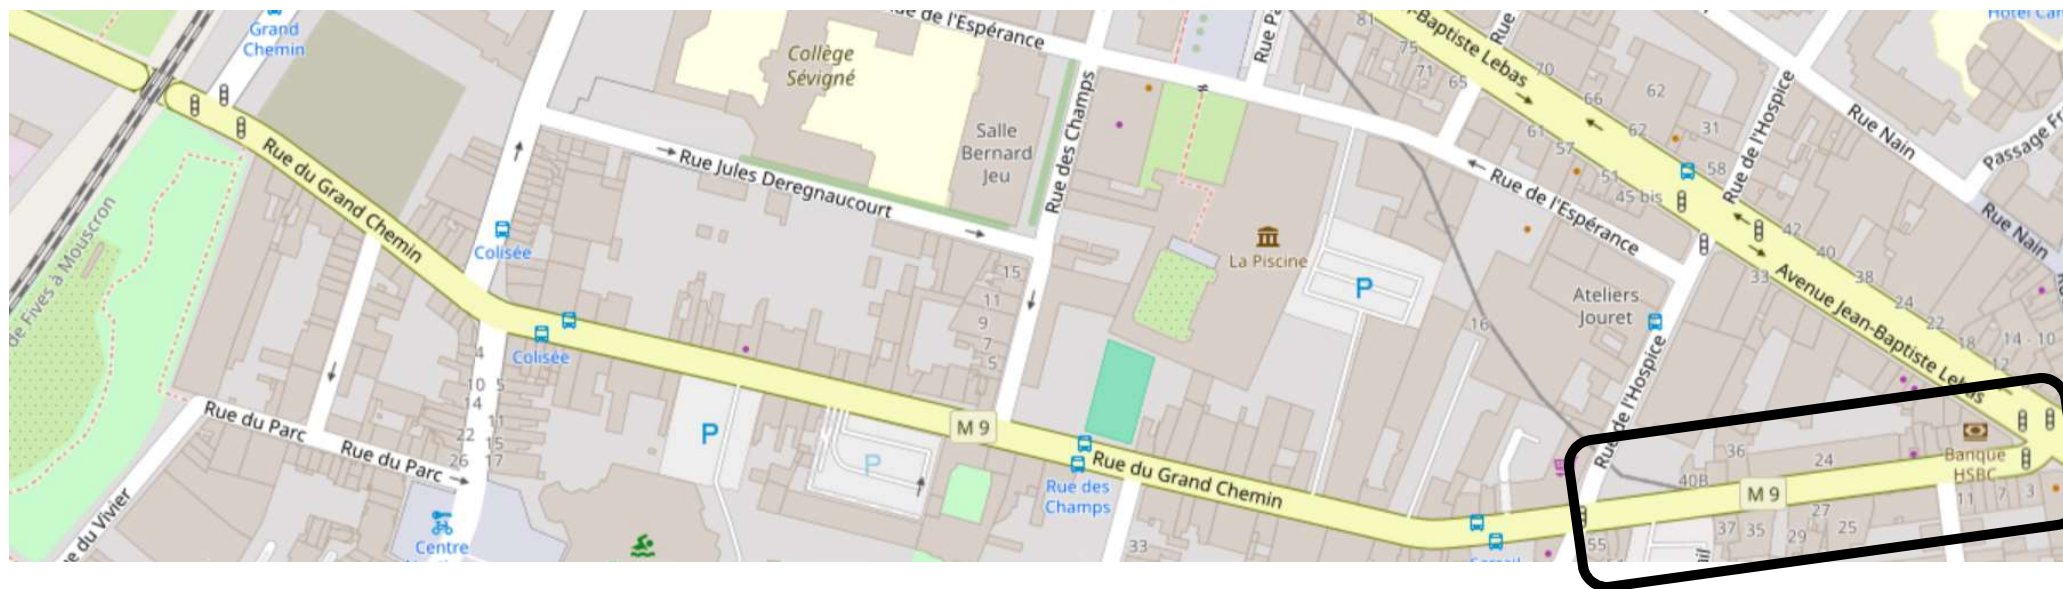 Grand
Chemin
Collège
Sévigné
ue de l'Espérance
Rue Pa
81
75
71
65
-Baptiste Lebas
Rue
70
66
62
62
31
58
61
57
51
45 bis
Rue de l'Hospice
Rue Nain
Passage Fr
Rue Nain
Salle
Bernard
Jeu
Rue des Champs
Rue Jules Deregnaucourt
Rue du Grand Chemin
de Fives à Mouscron
Colisée
Colisée
La Piscine
P
Rue de l'Espérance
Ateliers
Jouret
16
33
42
40
38
24
22
18
12
14 - 10
Avenue Jean-Baptiste Lebas
15
11
9
7
5
4
10
5
14
11
22
15
26
17
Rue du Parc
Rue du Parc
P
P
M 9
Rue du Grand Chemin
Rue des
Champs
33
Rue de l'Hospice
36
24
40B
M 9
Banque
HSBC
11
7
3
27
37
35
29
25
55
e du Vivier
Centre